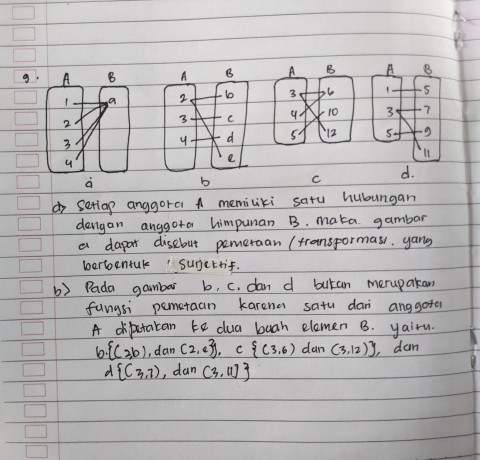 9.
A B A B A B A B
1 a 2 b 3 6 1 5
2 3 c 4 10 3 7
3 4 d 5 12 5 9
4 e 11
a b c d.
a> Setiap anggota A memiliki satu hubungan
dengan anggota himpunan B. maka gambar
a dapat disebut pemetaan (transformasi. yang
berbentuk : surjektif.
b> Pada gambar b, c, dan d bukan merupakan
fungsi pemetaan karena satu dari anggota
A dipetakan ke dua buah elemen B. yaitu.
b.{(2,b), dan (2,e)}, c {(3,6) dan (3,12)}, dan
d {(3,7), dan (3,11)}